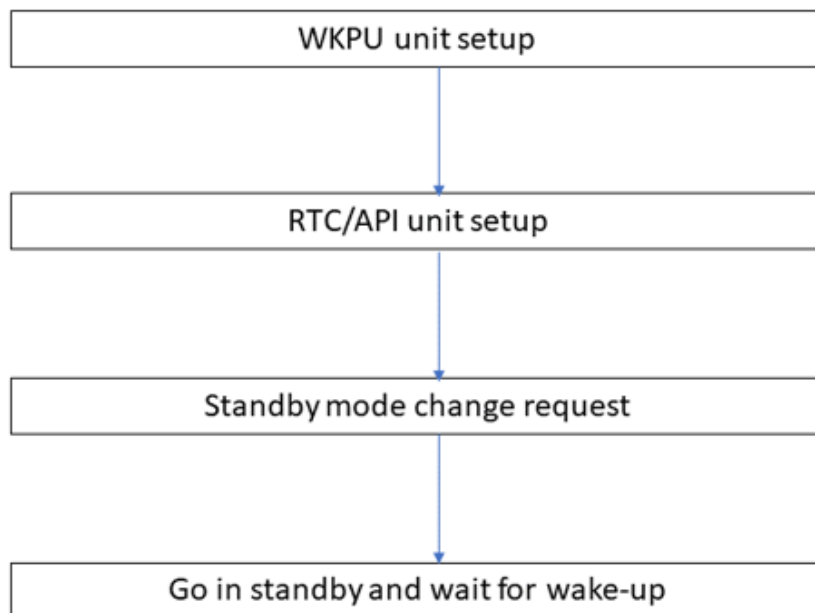 WKPU unit setup
RTC/API unit setup
Standby mode change request
Go in standby and wait for wake-up